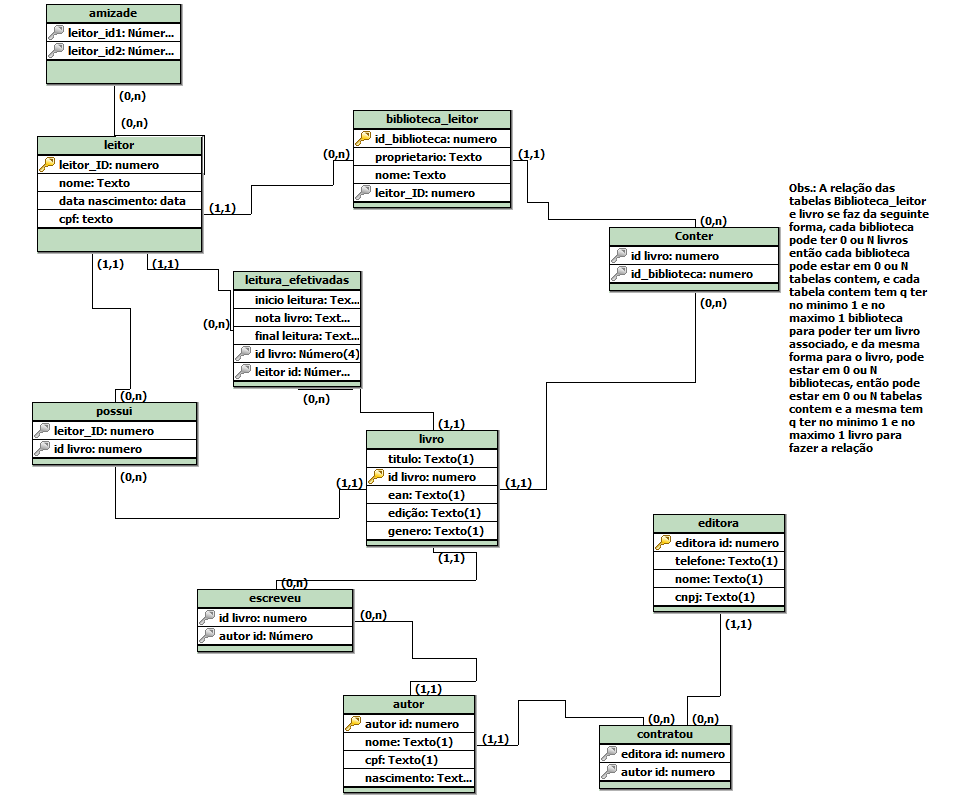 amizade
leitor_id1: Númer...
leitor_id2: Númer...
(0,n)
(0,n)
leitor
leitor_ID: numero
nome: Texto
data nascimento: data
cpf: texto
(1,1)
(1,1)
(1,1)
(0,n)
biblioteca_leitor
id_biblioteca: numero
proprietario: Texto
nome: Texto
leitor_ID: numero
(1,1)
(0,n)
Conter
id livro: numero
id_biblioteca: numero
(0,n)
Obs.: A relação das
tabelas Biblioteca_leitor
e livro se faz da seguinte
forma, cada biblioteca
pode ter 0 ou N livros
então cada biblioteca
pode estar em 0 ou N
tabelas contem, e cada
tabela contem tem q ter
no minimo 1 e no
maximo 1 biblioteca
para poder ter um livro
associado, e da mesma
forma para o livro, pode
estar em 0 ou N
bibliotecas, então pode
estar em 0 ou N tabelas
contem e a mesma tem
q ter no minimo 1 e no
maximo 1 livro para
fazer a relação
leitura_efetivadas
inicio leitura: Tex...
nota livro: Text...
final leitura: Text...
id livro: Número(4)
leitor id: Númer...
(0,n)
(0,n)
(0,n)
possui
leitor_ID: numero
id livro: numero
(0,n)
(1,1)
livro
titulo: Texto(1)
id livro: numero
ean: Texto(1)
edição: Texto(1)
genero: Texto(1)
(1,1)
(1,1)
(1,1)
(0,n)
escreveu
id livro: numero
autor id: Número
(0,n)
(1,1)
autor
autor id: numero
nome: Texto(1)
cpf: Texto(1)
nascimento: Text...
(1,1)
editora
editora id: numero
telefone: Texto(1)
nome: Texto(1)
cnpj: Texto(1)
(1,1)
(0,n)
(0,n)
contratou
editora id: numero
autor id: numero